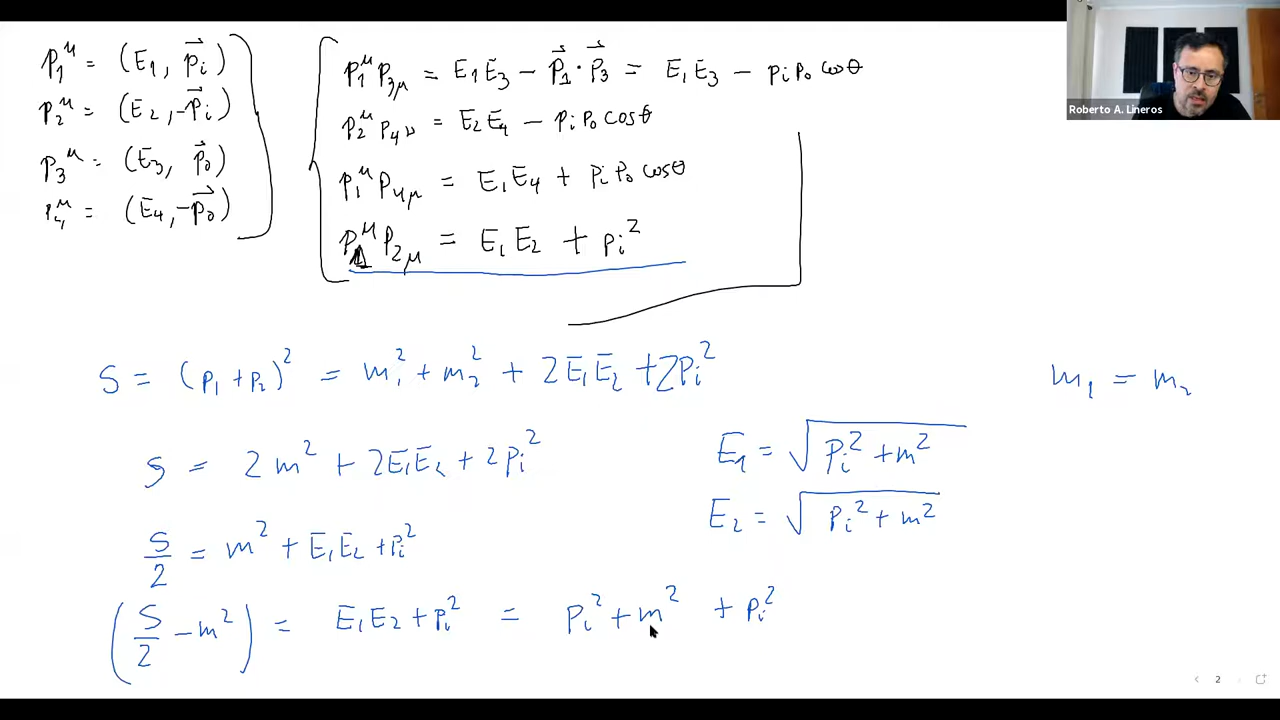 p₁^μ = (E₁, p⃗ᵢ)
p₂^μ = (E₂, -p⃗ᵢ)
p₃^μ = (E₃, p⃗₀)
p₄^μ = (E₄, -p⃗₀)
p₁^μ p₃μ = E₁E₃ - p⃗₁ · p⃗₃ = E₁E₃ - pᵢp₀ cosθ
p₂^μ p₄μ = E₂E₄ - pᵢp₀ cosθ
p₁^μ p₄μ = E₁E₄ + pᵢp₀ cosθ
p₁^μ p₂μ = E₁E₂ + pᵢ²
Roberto A. Lineros
S = (p₁ + p₂)² = m₁² + m₂² + 2E₁E₂ + 2pᵢ²
m₁ = m₂
S = 2m² + 2E₁E₂ + 2pᵢ²
E₁ = √(pᵢ² + m²)
E₂ = √(pᵢ² + m²)
S/2 = m² + E₁E₂ + pᵢ²
(S/2 - m²) = E₁E₂ + pᵢ² = pᵢ² + m² + pᵢ²
2